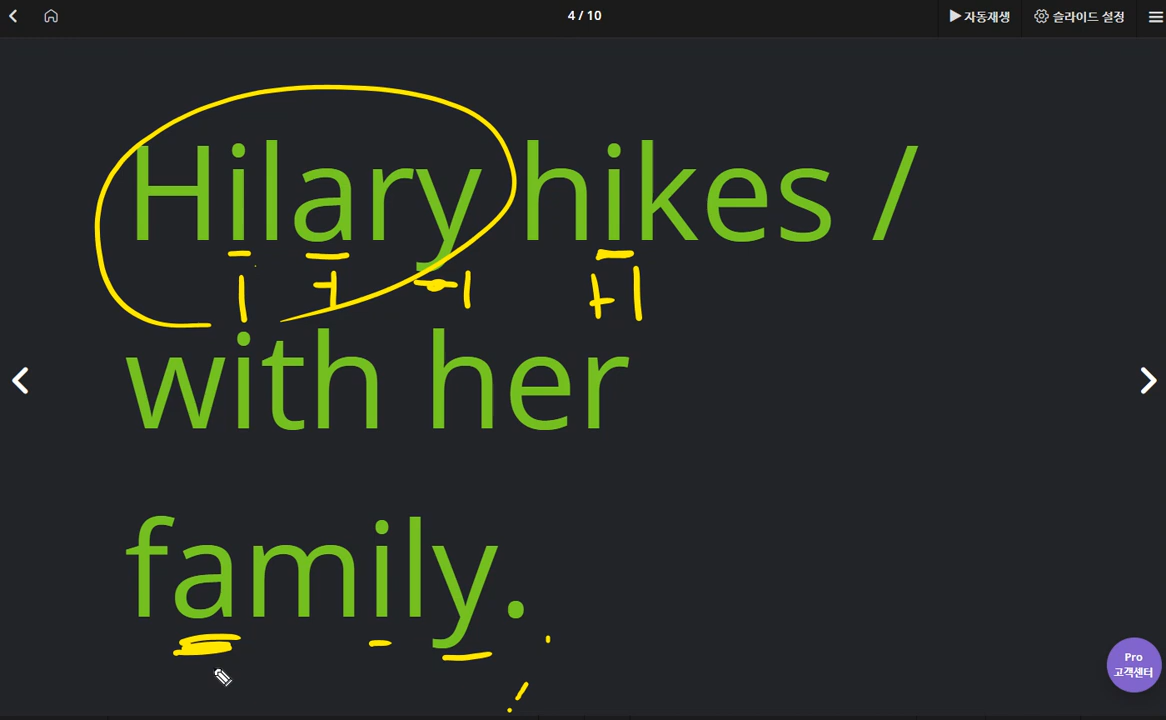 4 / 10
자동재생
슬라이드 설정
Hilary hikes /
ㅣ ㅓ ㅣ ㅏㅣ
with her
family.
Pro
고객센터